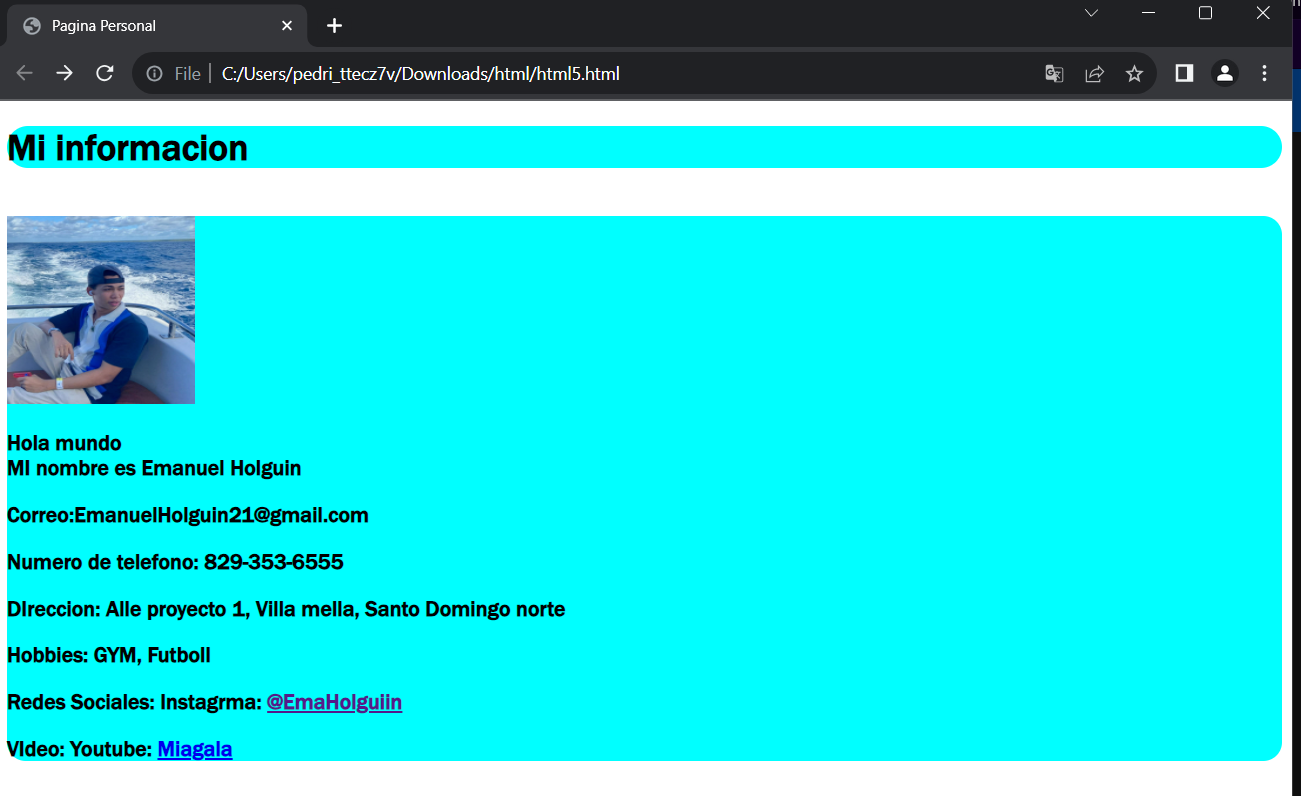 Pagina Personal
File
C:/Users/pedri_ttecz7v/Downloads/html/html5.html
Mi informacion
Hola mundo
MI nombre es Emanuel Holguin
Correo:EmanuelHolguin21@gmail.com
Numero de telefono: 829-353-6555
DIreccion: Alle proyecto 1, Villa mella, Santo Domingo norte
Hobbies: GYM, Futboll
Redes Sociales: Instagrma: @EmaHolguiin
VIdeo: Youtube: Miagala